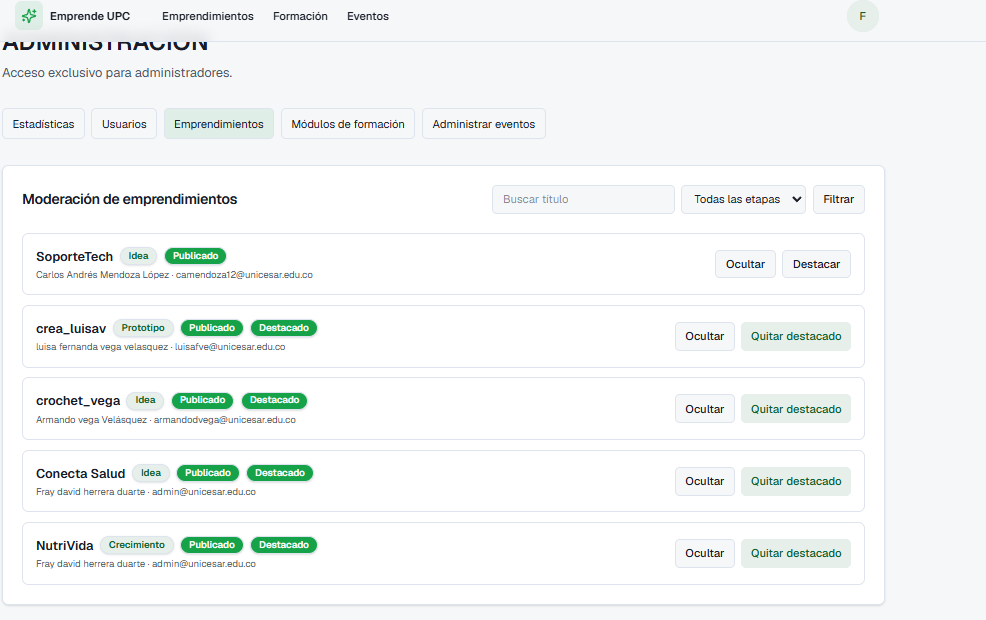 Emprende UPC Emprendimientos Formación Eventos F
ADMINISTRACIÓN
Acceso exclusivo para administradores.
Estadísticas Usuarios Emprendimientos Módulos de formación Administrar eventos
Moderación de emprendimientos Buscar título Todas las etapas Filtrar
SoporteTech Idea Publicado
Carlos Andrés Mendoza López · camendoza12@unicesar.edu.co
Ocultar Destacar
crea_luisav Prototipo Publicado Destacado
luisa fernanda vega velasquez · luisafve@unicesar.edu.co
Ocultar Quitar destacado
crochet_vega Idea Publicado Destacado
Armando vega Velásquez · armandodvega@unicesar.edu.co
Ocultar Quitar destacado
Conecta Salud Idea Publicado Destacado
Fray david herrera duarte · admin@unicesar.edu.co
Ocultar Quitar destacado
NutriVida Crecimiento Publicado Destacado
Fray david herrera duarte · admin@unicesar.edu.co
Ocultar Quitar destacado